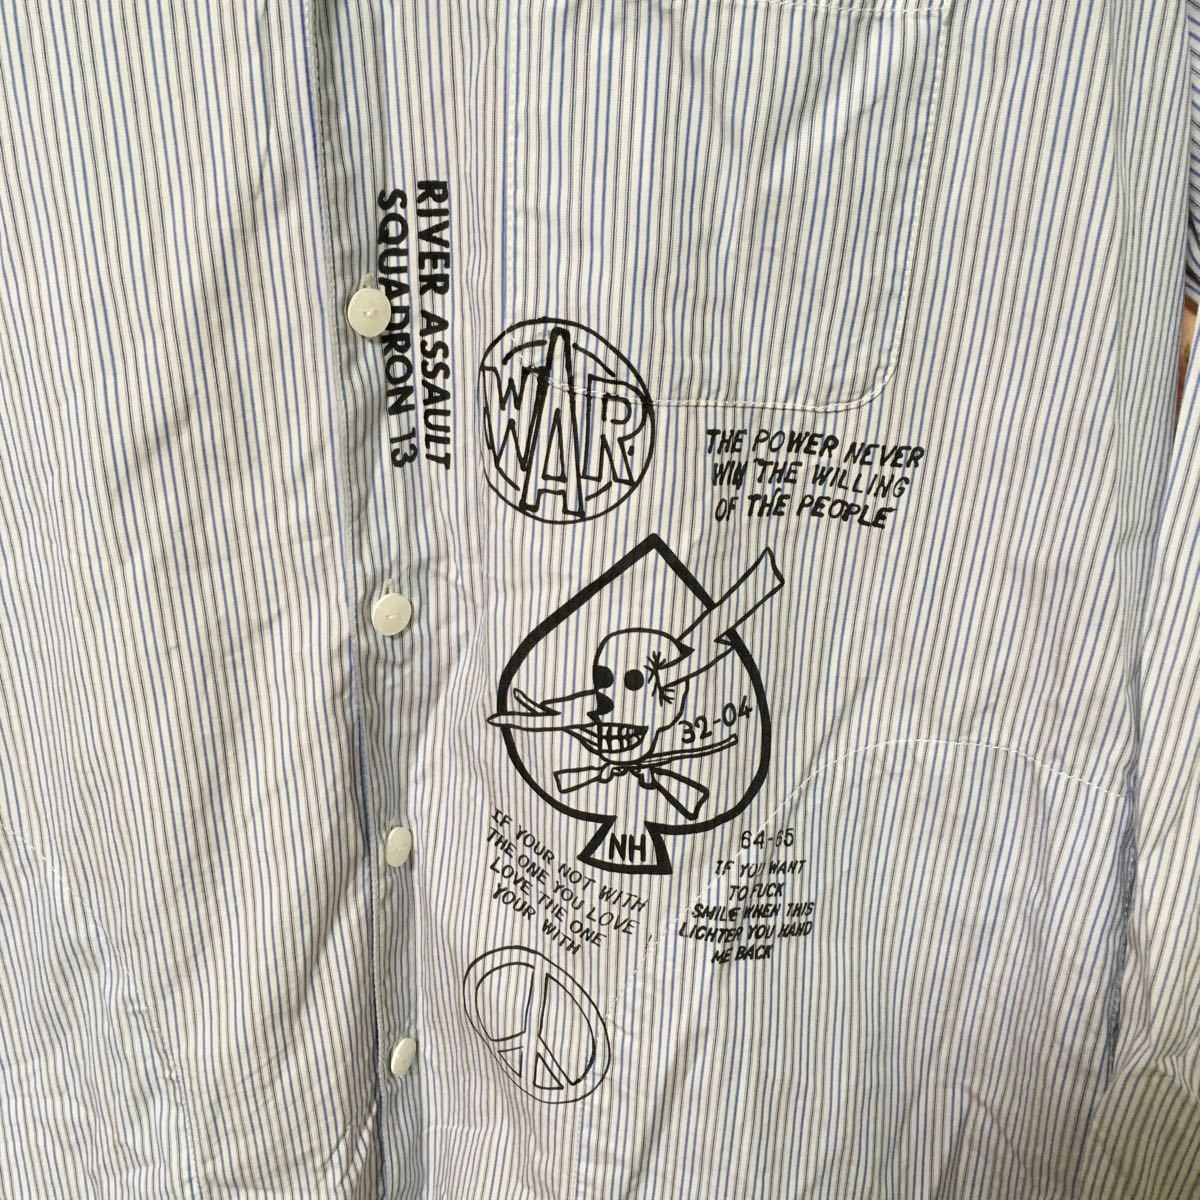 RIVER ASSAULT
SQUADRON 13
WAR.
THE POWER NEVER
WIN THE WILLING
OF THE PEOPLE
32-04
NH
IF YOUR NOT WITH
THE ONE YOU LOVE
LOVE THE ONE
YOUR WITH
64-65
IF YOU WANT
TO FUCK
SMILE WHEN THIS
LIGHTER YOU HAND
ME BACK